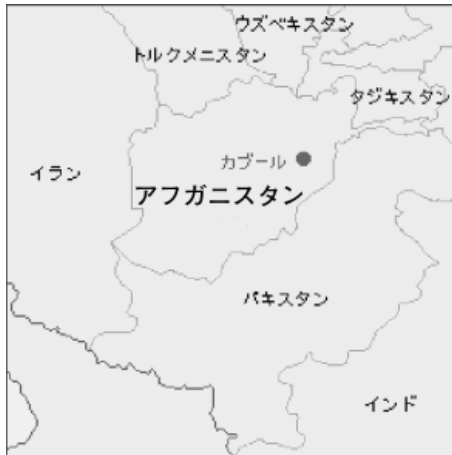 ウズベキスタン
トルクメニスタン
タジキスタン
カブール
イラン
アフガニスタン
パキスタン
インド